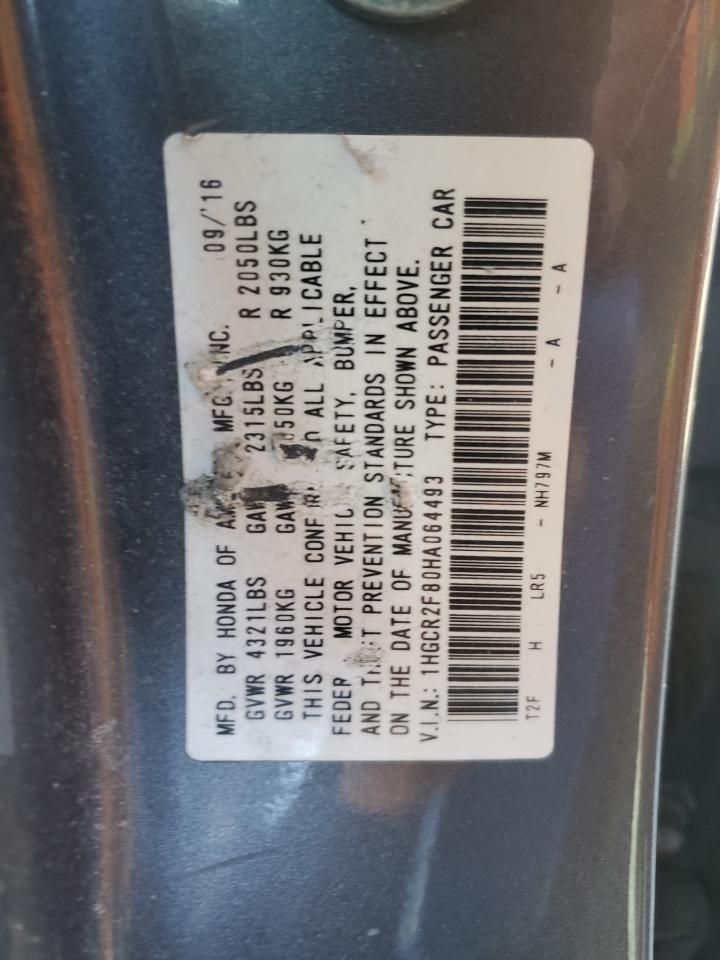 MFD. BY HONDA OF MFG. INC. 09/'16
GVWR 4321LBS 2315LBS R 2050LBS
GVWR 1960KG R 930KG
THIS VEHICLE ALL APPLICABLE
MOTOR SAFETY, BUMPER,
AND PREVENTION STANDARDS IN EFFECT
ON THE DATE OF SHOWN ABOVE.
V.I.N.: 1HGCR2F80HA064493 TYPE: PASSENGER CAR
T2F H LR5 - NH797M - A - A